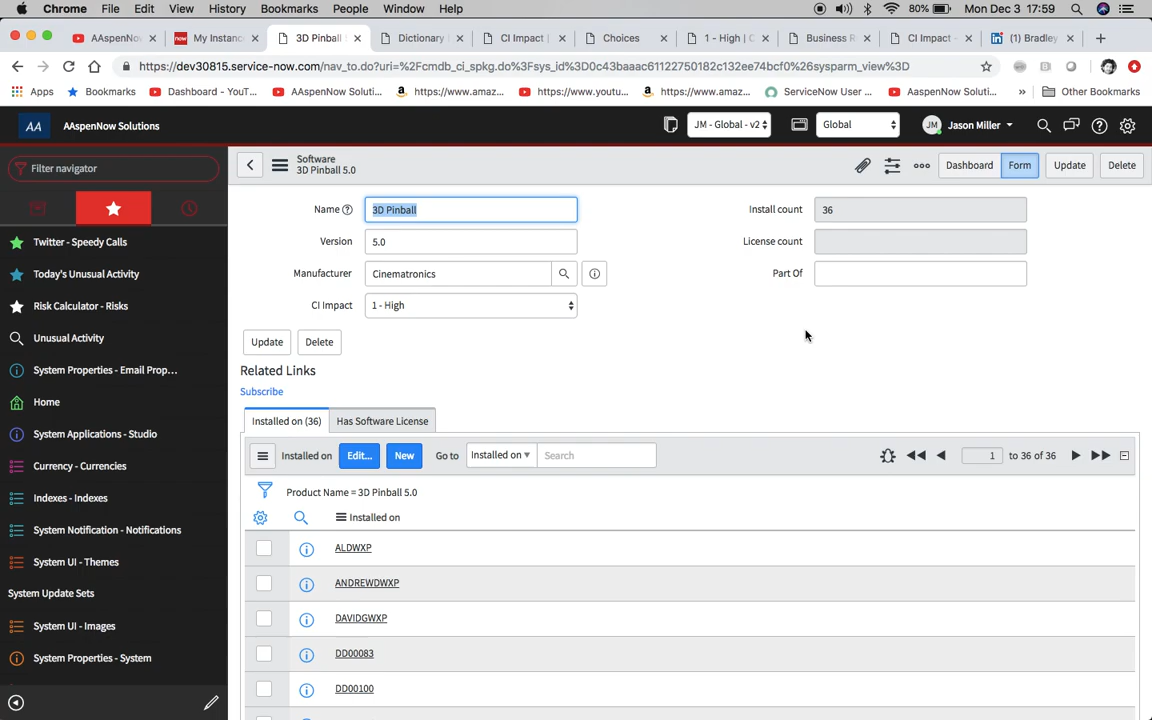 Chrome File Edit View History Bookmarks People Window Help 80% Mon Dec 3 17:59
AAspenNo × My Instan × 3D Pinball × Dictionary × CI Impact | × Choices × 1 - High | C × Business R × CI Impact - × (1) Bradley × +
https://dev30815.service-now.com/nav_to.do?uri=%2Fcmdb_ci_spkg.do%3Fsys_id%3D0c43baaac61122750182c132ee74bcf0%26sysparm_view%3D
Apps Bookmarks Dashboard - YouT... AAspenNow Soluti... https://www.amaz... https://www.youtu... https://www.amaz... ServiceNow User ... AaspenNow Soluti... » Other Bookmarks
AA AAspenNow Solutions JM - Global - v2 Global JM Jason Miller
Filter navigator
Twitter - Speedy Calls
Today's Unusual Activity
Risk Calculator - Risks
Unusual Activity
System Properties - Email Prop...
Home
System Applications - Studio
Currency - Currencies
Indexes - Indexes
System Notification - Notifications
System UI - Themes
System Update Sets
System UI - Images
System Properties - System
Software
3D Pinball 5.0
Dashboard Form Update Delete
Name 3D Pinball Install count 36
Version 5.0 License count
Manufacturer Cinematronics Part Of
CI Impact 1 - High
Update Delete
Related Links
Subscribe
Installed on (36) Has Software License
Installed on Edit... New Go to Installed on Search 1 to 36 of 36
Product Name = 3D Pinball 5.0
Installed on
ALDWXP
ANDREWDWXP
DAVIDGWXP
DD00083
DD00100